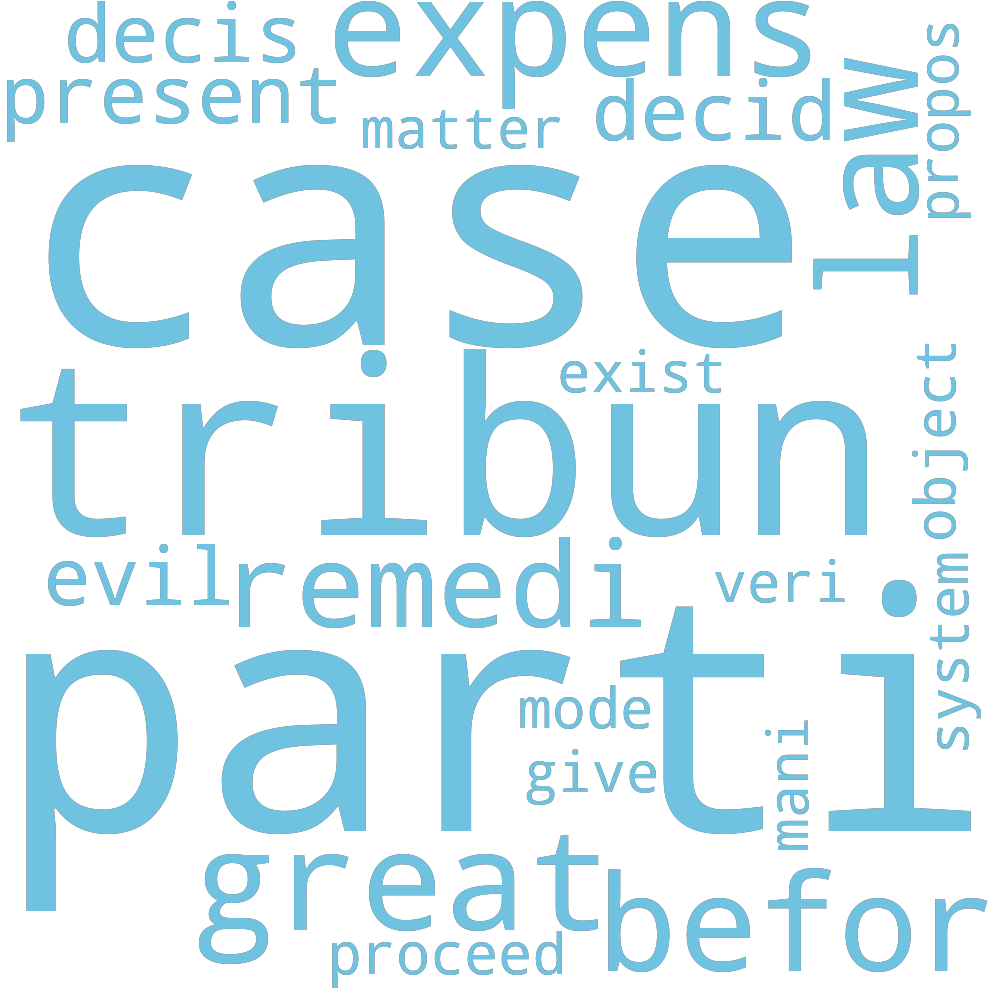 decis
expens
present
matter
decid
law
propos
case
tribun
exist
object
evil
remedi
veri
system
parti
mode
give
mani
great
befor
proceed